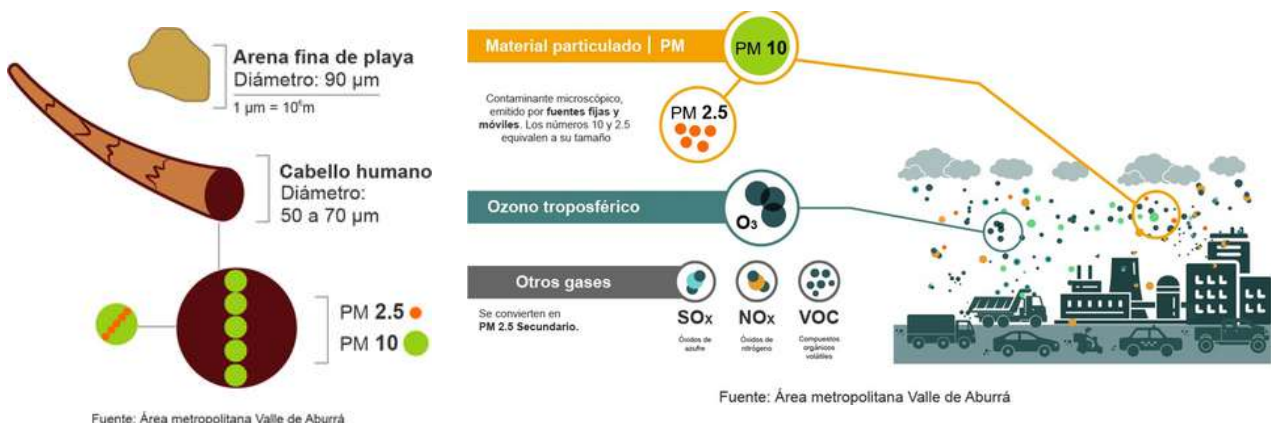 Arena fina de playa
Diámetro: 90 µm
1 µm = 10⁶m
Cabello humano
Diámetro:
50 a 70 µm
PM 2.5
PM 10
Fuente: Área metropolitana Valle de Aburrá
Material particulado | PM
PM 10
Contaminante microscópico,
emitido por fuentes fijas y
móviles. Los números 10 y 2.5
equivalen a su tamaño
PM 2.5
Ozono troposférico
O₃
Otros gases
Se convierten en
PM 2.5 Secundario.
SOx
Óxidos de
azufre
NOx
Óxidos de
nitrógeno
VOC
Compuestos
orgánicos
volátiles
Fuente: Área metropolitana Valle de Aburrá